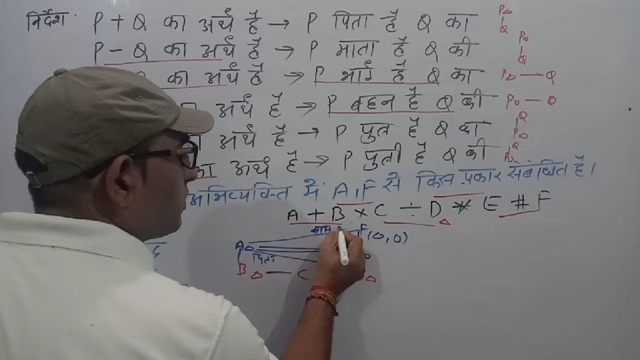 निर्देश: P + Q का अर्थ है → P पिता है Q का
P - Q का अर्थ है → P माता है Q की
का अर्थ है → P भाई है Q का
अर्थ है → P बहन है Q की
अर्थ है → P पुत्र है Q का
का अर्थ है → P पुत्री है Q की
अभिव्यक्ति में A, F से किस प्रकार संबंधित है।
A + B × C ÷ D * E # F
A F (△, ○)
पिता
B △ — C △